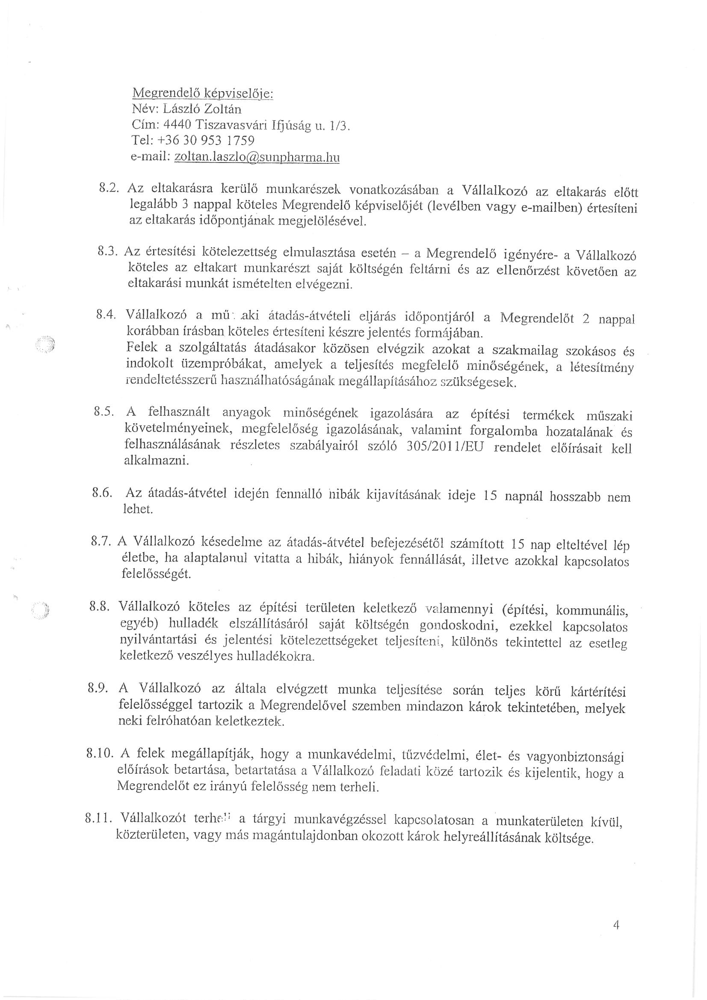 Megrendelő képviselője:
Név: László Zoltán
Cím: 4440 Tiszavasvári Ifjúság u. 1/3.
Tel: +36 30 953 1759
e-mail: zoltan.laszlo@sunpharma.hu
8.2. Az eltakarásra kerülő munkarészek vonatkozásában a Vállalkozó az eltakarás előtt
legalább 3 nappal köteles Megrendelő képviselőjét (levélben vagy e-mailben) értesíteni
az eltakarás időpontjának megjelölésével.
8.3. Az értesítési kötelezettség elmulasztása esetén – a Megrendelő igényére- a Vállalkozó
köteles az eltakart munkarészt saját költségén feltárni és az ellenőrzést követően az
eltakarási munkát ismételten elvégezni.
8.4. Vállalkozó a átadás-átvételi eljárás időpontjáról a Megrendelőt 2 nappal
korábban írásban köteles értesíteni készre jelentés formájában.
Felek a szolgáltatás átadásakor közösen elvégzik azokat a szakmailag szokásos és
indokolt üzempróbákat, amelyek a teljesítés megfelelő minőségének, a létesítmény
rendeltetésszerű használhatóságának megállapításához szükségesek.
8.5. A felhasznált anyagok minőségének igazolására az építési termékek műszaki
követelményeinek, megfelelőség igazolásának, valamint forgalomba hozatalának és
felhasználásának részletes szabályairól szóló 305/2011/EU rendelet előírásait kell
alkalmazni.
8.6. Az átadás-átvétel idején fennálló hibák kijavításának ideje 15 napnál hosszabb nem
lehet.
8.7. A Vállalkozó késedelme az átadás-átvétel befejezésétől számított 15 nap elteltével lép
életbe, ha alaptalanul vitatta a hibák, hiányok fennállását, illetve azokkal kapcsolatos
felelősségét.
8.8. Vállalkozó köteles az építési területen keletkező valamennyi (építési, kommunális,
egyéb) hulladék elszállításáról saját költségén gondoskodni, ezekkel kapcsolatos
nyilvántartási és jelentési kötelezettségeket teljesíteni, különös tekintettel az esetleg
keletkező veszélyes hulladékokra.
8.9. A Vállalkozó az általa elvégzett munka teljesítése során teljes körű kártérítési
felelősséggel tartozik a Megrendelővel szemben mindazon károk tekintetében, melyek
neki felróhatóan keletkeztek.
8.10. A felek megállapítják, hogy a munkavédelmi, tűzvédelmi, élet- és vagyonbiztonsági
előírások betartása, betartatása a Vállalkozó feladati közé tartozik és kijelentik, hogy a
Megrendelőt ez irányú felelősség nem terheli.
8.11. Vállalkozót a tárgyi munkavégzéssel kapcsolatosan a munkaterületen kívül,
közterületen, vagy más magántulajdonban okozott károk helyreállításának költsége.
4